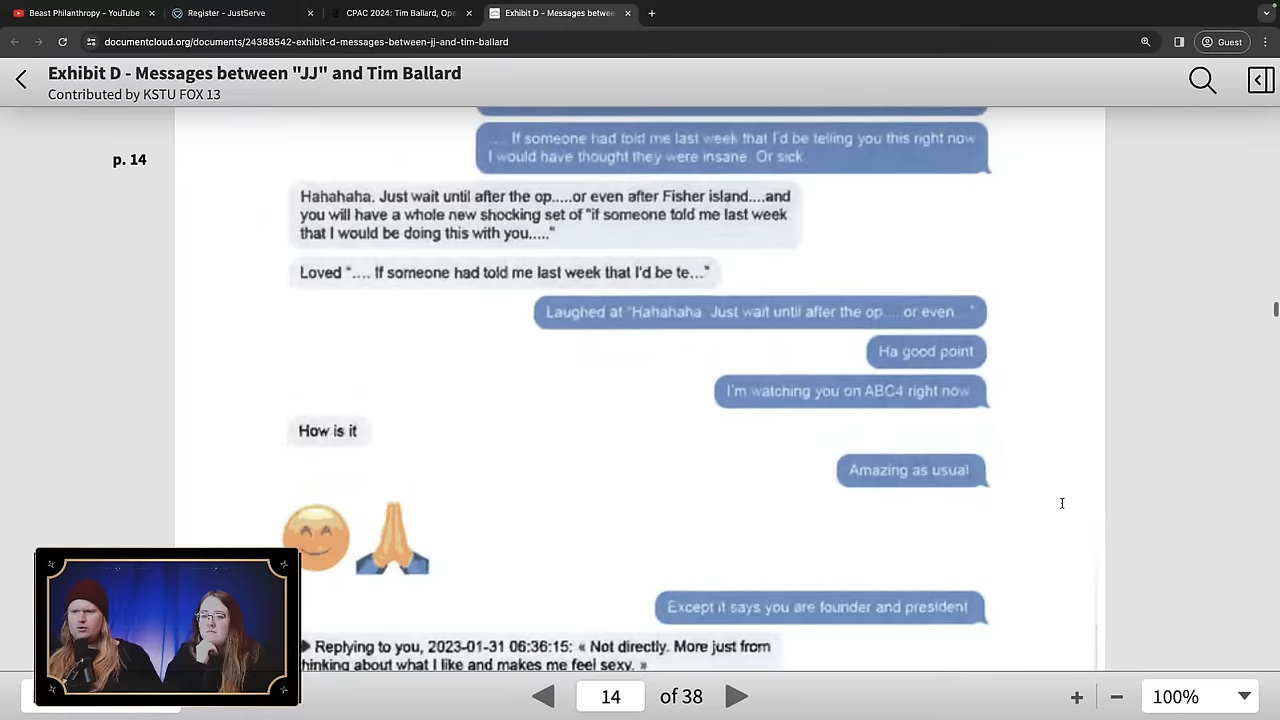 Beast Philanthropy - YouTube
Register - JustServe
CPAC 2024: Tim Ballard, Ope
Exhibit D - Messages betwee
documentcloud.org/documents/24388542-exhibit-d-messages-between-jj-and-tim-ballard
Guest
Exhibit D - Messages between "JJ" and Tim Ballard
Contributed by KSTU FOX 13
p. 14
.... If someone had told me last week that I'd be telling you this right now
I would have thought they were insane. Or sick
Hahahaha. Just wait until after the op.....or even after Fisher island....and
you will have a whole new shocking set of "if someone told me last week
that I would be doing this with you....."
Loved ".... If someone had told me last week that I'd be te..."
Laughed at "Hahahaha. Just wait until after the op.....or even..."
Ha good point
I'm watching you on ABC4 right now
How is it
Amazing as usual
Except it says you are founder and president
Replying to you, 2023-01-31 06:36:15: « Not directly. More just from
hinking about what I like and makes me feel sexy. »
14 of 38
100%